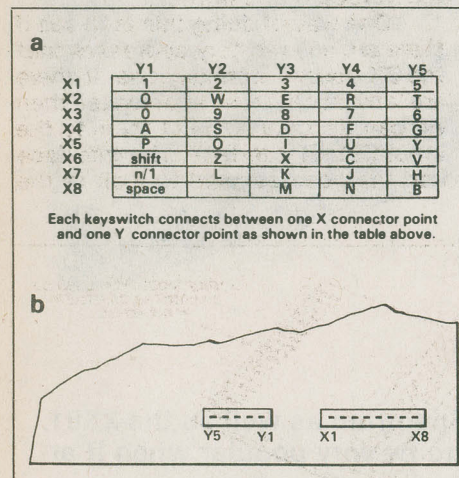 a
Y1 Y2 Y3 Y4 Y5
X1 1 2 3 4 5
X2 Q W E R T
X3 0 9 8 7 6
X4 A S D F G
X5 P O I U Y
X6 shift Z X C V
X7 n/1 L K J H
X8 space M N B
Each keyswitch connects between one X connector point
and one Y connector point as shown in the table above.
b
Y5 Y1 X1 X8